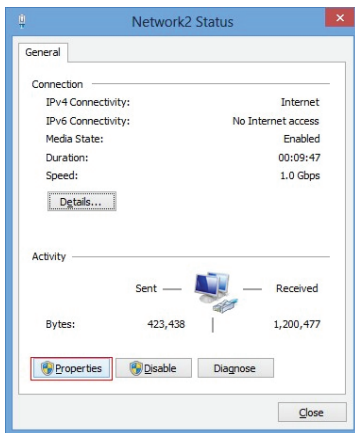 Network2 Status
General
Connection
IPv4 Connectivity: Internet
IPv6 Connectivity: No Internet access
Media State: Enabled
Duration: 00:09:47
Speed: 1.0 Gbps
Details...
Activity
Sent Received
Bytes: 423,438 1,200,477
Properties Disable Diagnose
Close